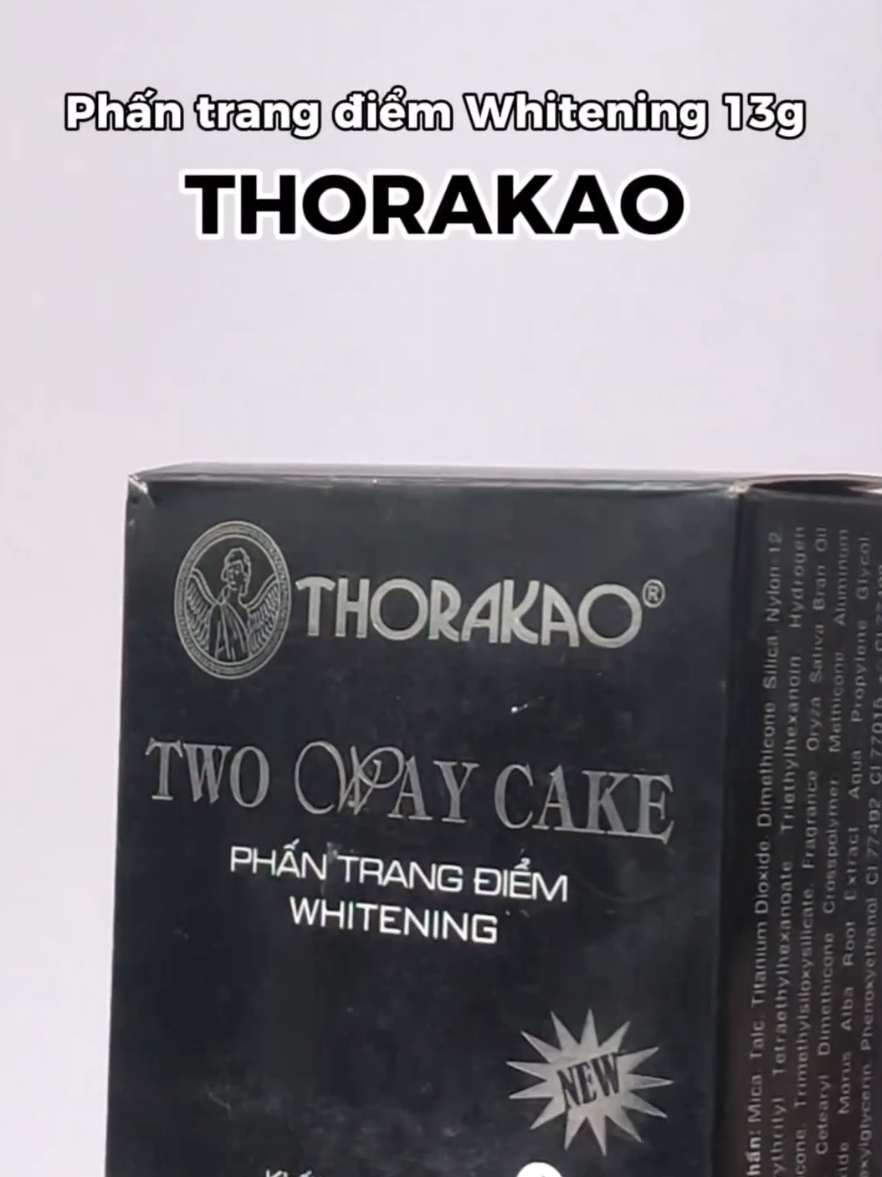 Phấn trang điểm Whitening 13g
THORAKAO
THORAKAO®
TWO WAY CAKE
PHẤN TRANG ĐIỂM
WHITENING
NEW
Mica, Talc, Titanium Dioxide, Dimethicone, Silica, Nylon-12,
Tetraethylhexanoate, Triethylhexanoin, Hydrogen
Trimethylsiloxysilicate, Fragrance, Oryza Sativa Bran Oil
Cetearyl Dimethicone Crosspolymer, Methicone, Aluminum
Morus Alba Root Extract, Aqua, Propylene Glycol,
Phenoxyethanol, CI 77492, CI 77015